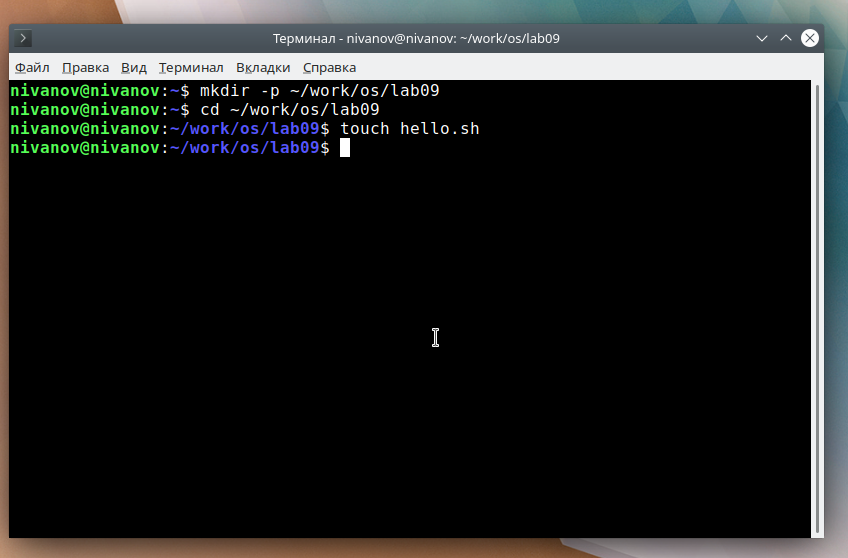 Терминал - nivanov@nivanov: ~/work/os/lab09
Файл Правка Вид Терминал Вкладки Справка
nivanov@nivanov:~$ mkdir -p ~/work/os/lab09
nivanov@nivanov:~$ cd ~/work/os/lab09
nivanov@nivanov:~/work/os/lab09$ touch hello.sh
nivanov@nivanov:~/work/os/lab09$